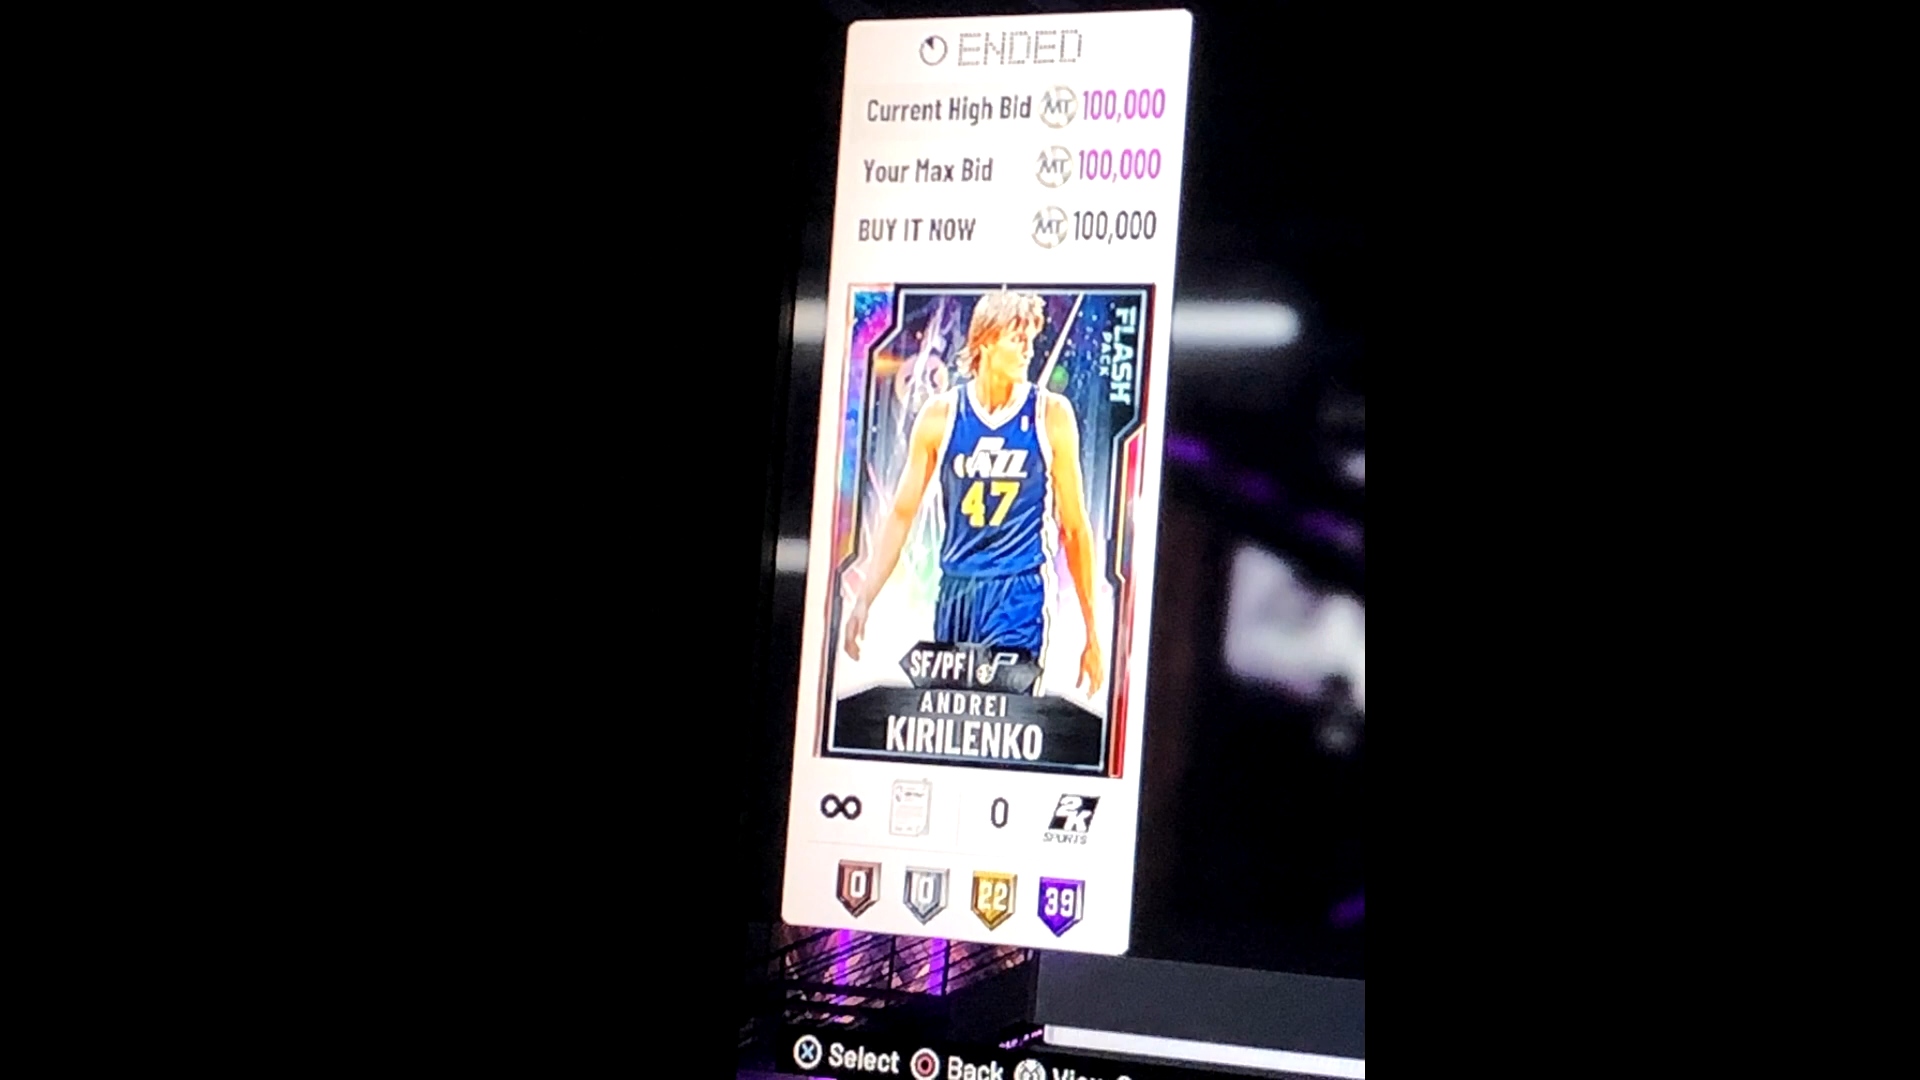 ENDED
Current High Bid MT 100,000
Your Max Bid MT 100,000
BUY IT NOW MT 100,000
FLASH
PACK
JAZZ
47
SF/PF
ANDREI
KIRILENKO
∞ 0 2K
SPORTS
0 0 22 39
Select Back